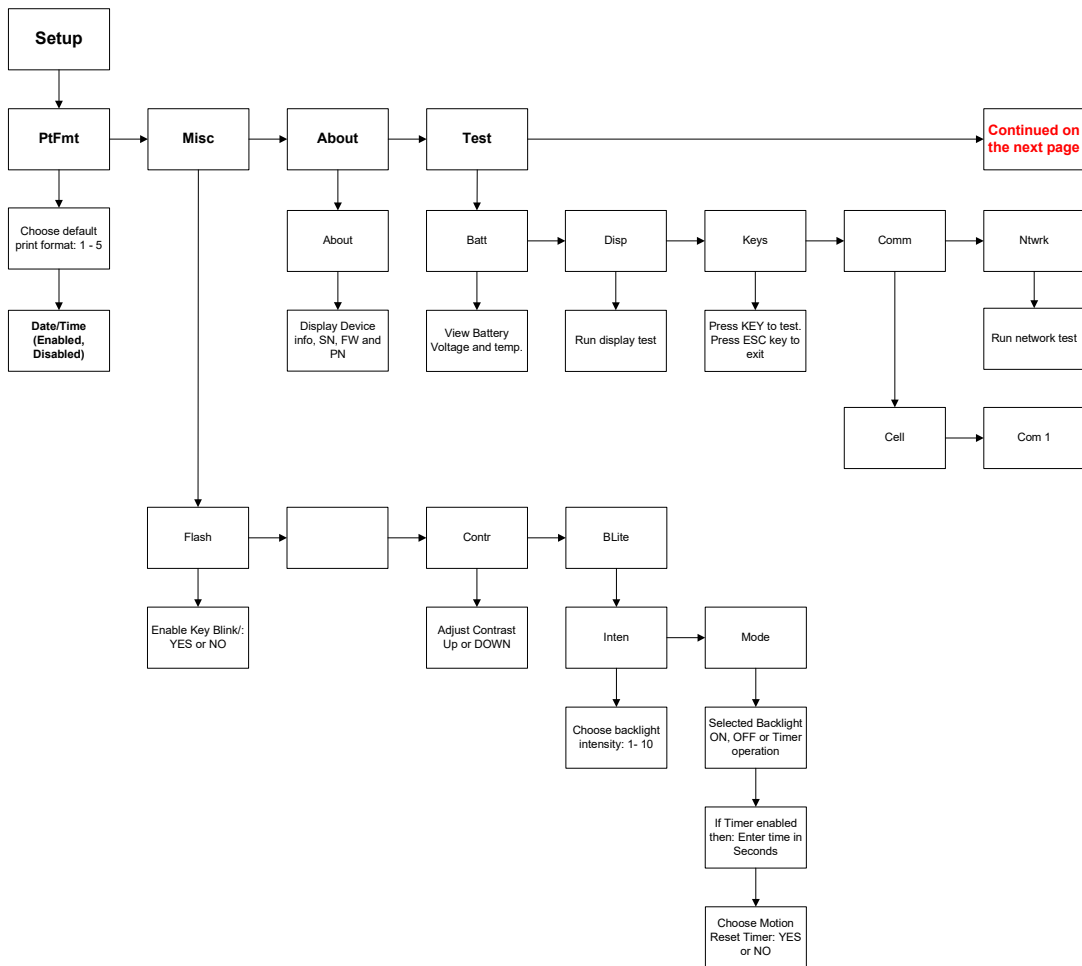 Setup
PtFmt
Misc
About
Test
Continued on
the next page
Choose default
print format: 1 - 5
About
Batt
Disp
Keys
Comm
Ntwrk
Date/Time
(Enabled,
Disabled)
Display Device
info, SN, FW and
PN
View Battery
Voltage and temp.
Run display test
Press KEY to test.
Press ESC key to
exit
Run network test
Cell
Com 1
Flash
Contr
BLite
Enable Key Blink/:
YES or NO
Adjust Contrast
Up or DOWN
Inten
Mode
Choose backlight
intensity: 1- 10
Selected Backlight
ON, OFF or Timer
operation
If Timer enabled
then: Enter time in
Seconds
Choose Motion
Reset Timer: YES
or NO